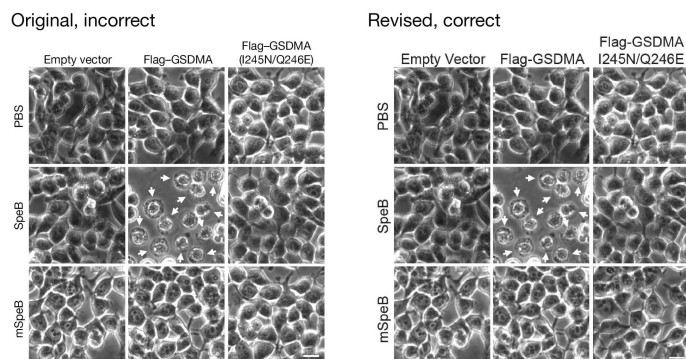 Original, incorrect
Empty vector
Flag–GSDMA
Flag–GSDMA
(I245N/Q246E)
PBS
SpeB
mSpeB
Revised, correct
Empty Vector
Flag-GSDMA
Flag-GSDMA
I245N/Q246E
PBS
SpeB
mSpeB